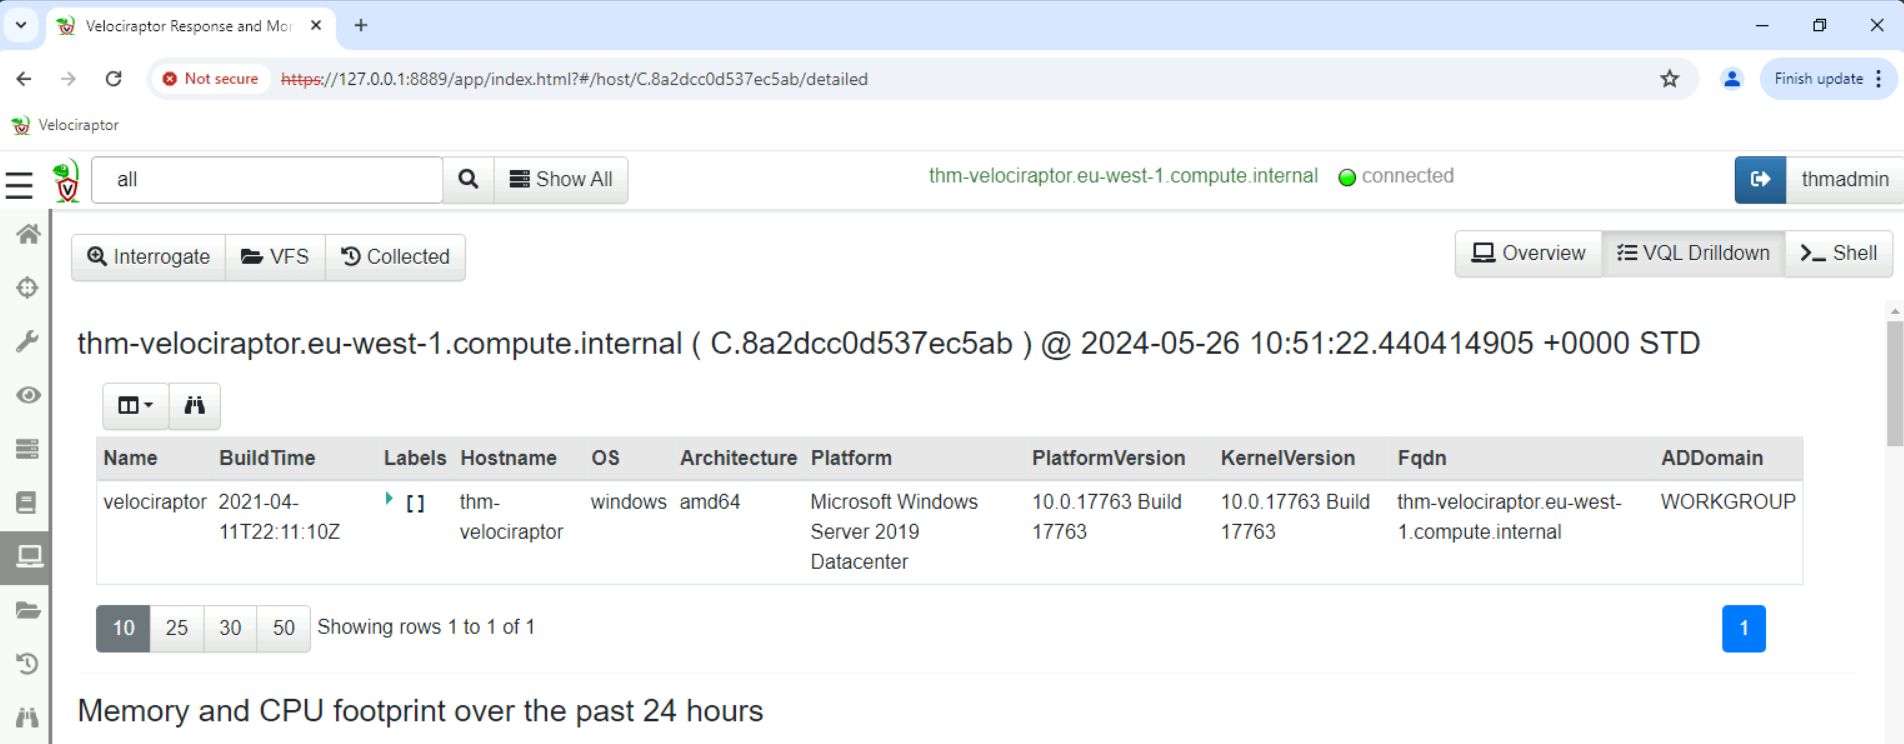 Velociraptor Response and Mor
Not secure https://127.0.0.1:8889/app/index.html?#/host/C.8a2dcc0d537ec5ab/detailed Finish update
Velociraptor
all Show All thm-velociraptor.eu-west-1.compute.internal connected thmadmin
Interrogate VFS Collected Overview VQL Drilldown Shell
thm-velociraptor.eu-west-1.compute.internal ( C.8a2dcc0d537ec5ab ) @ 2024-05-26 10:51:22.440414905 +0000 STD
Name BuildTime Labels Hostname OS Architecture Platform PlatformVersion KernelVersion Fqdn ADDomain
velociraptor 2021-04- [ ] thm- windows amd64 Microsoft Windows 10.0.17763 Build 10.0.17763 Build thm-velociraptor.eu-west- WORKGROUP
11T22:11:10Z velociraptor Server 2019 17763 17763 1.compute.internal
Datacenter
10 25 30 50 Showing rows 1 to 1 of 1 1
Memory and CPU footprint over the past 24 hours